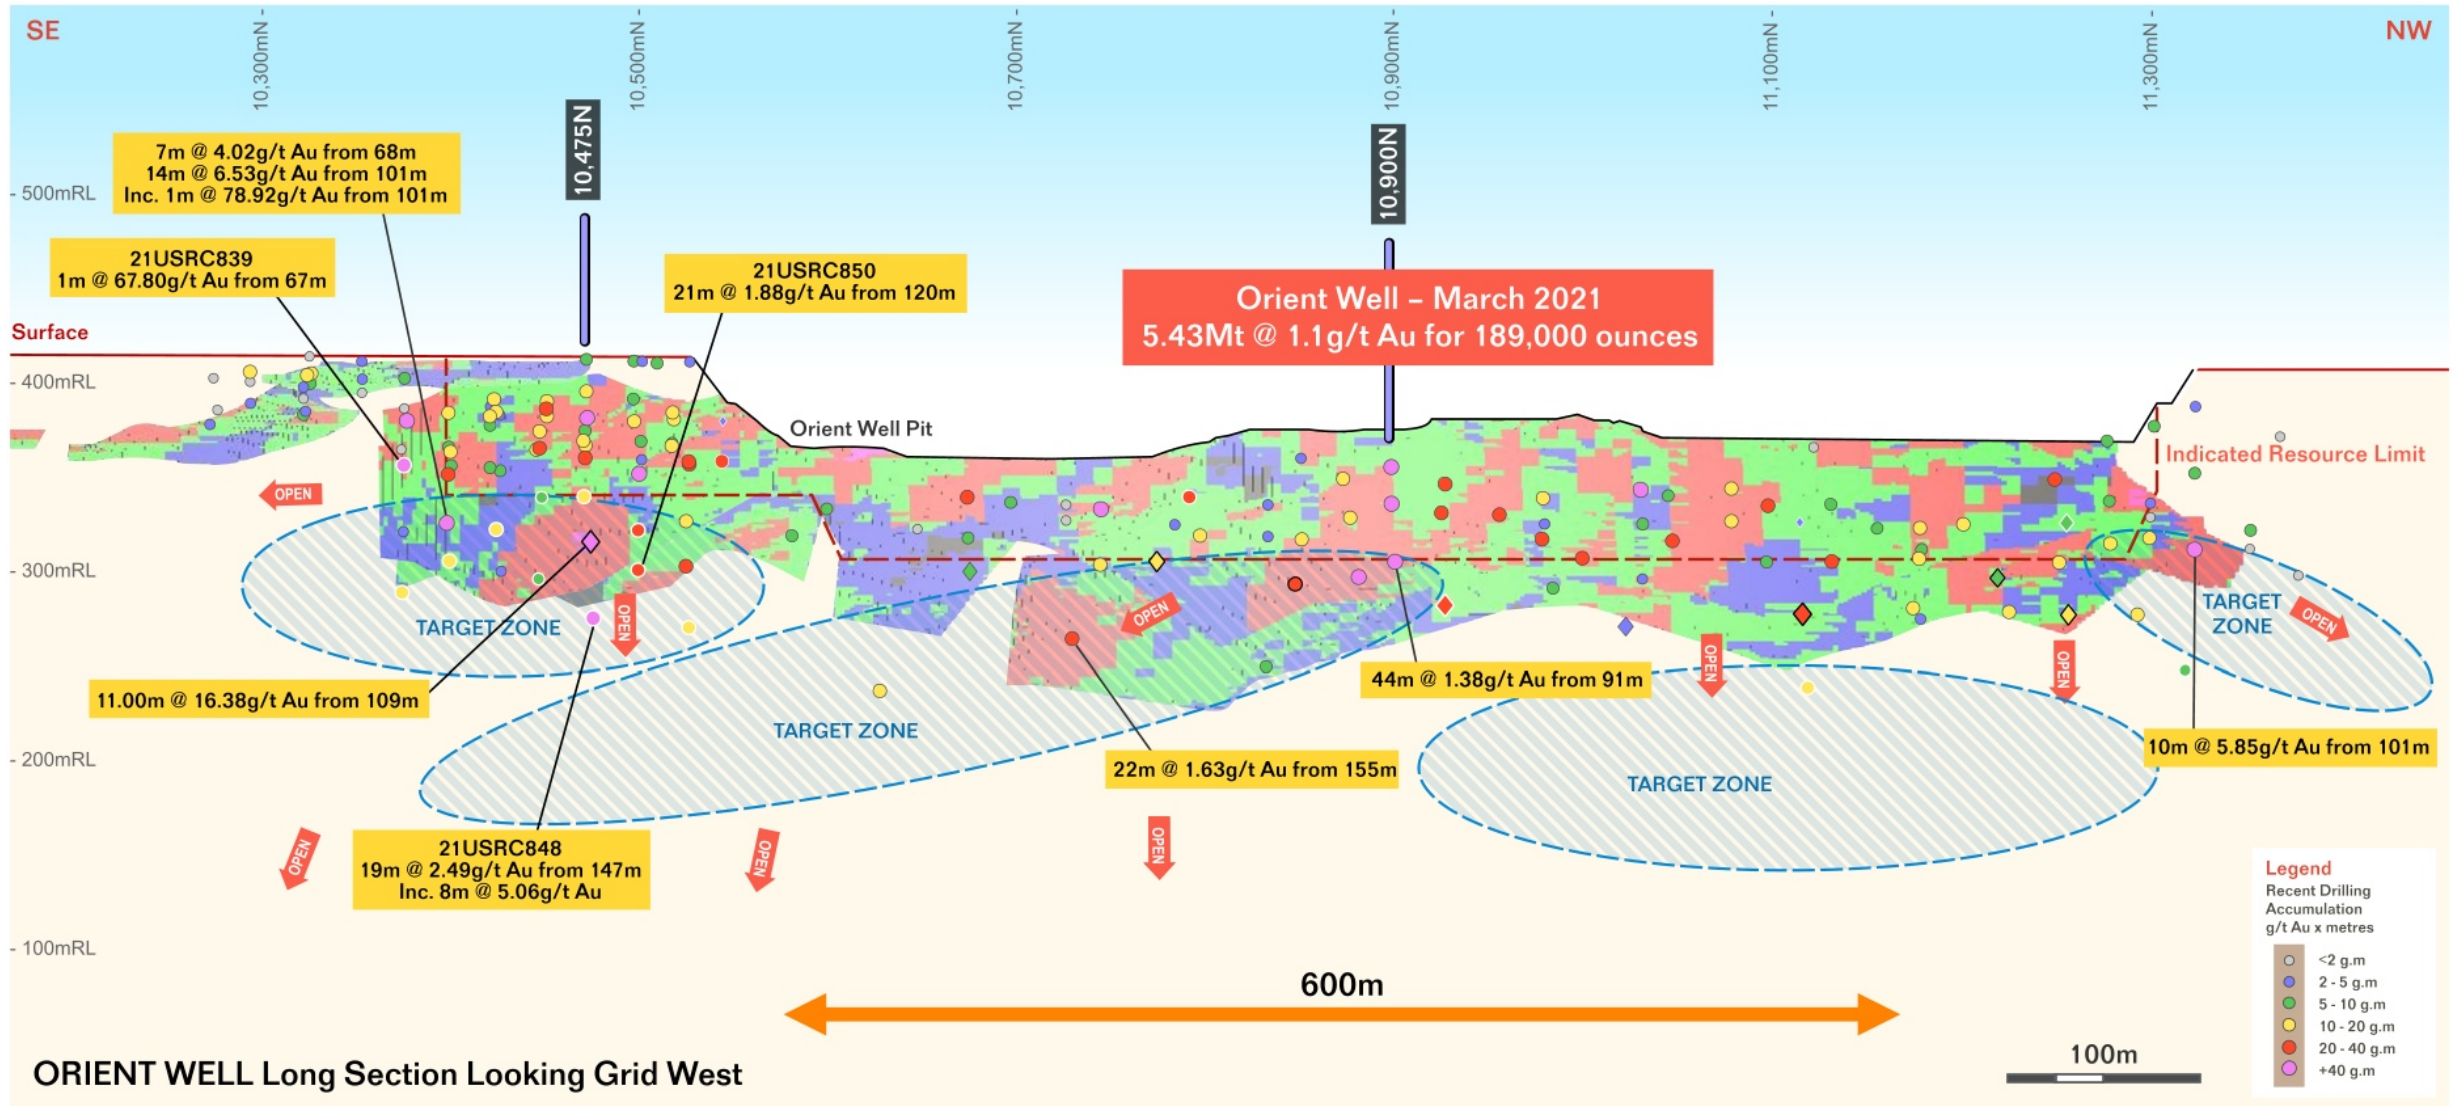 SE
NW
10,300mN
10,500mN
10,700mN
10,900mN
11,100mN
11,300mN
10,475N
10,900N
500mRL
400mRL
300mRL
200mRL
100mRL
7m @ 4.02g/t Au from 68m
14m @ 6.53g/t Au from 101m
Inc. 1m @ 78.92g/t Au from 101m
21USRC839
1m @ 67.80g/t Au from 67m
21USRC850
21m @ 1.88g/t Au from 120m
Orient Well – March 2021
5.43Mt @ 1.1g/t Au for 189,000 ounces
Surface
Orient Well Pit
Indicated Resource Limit
OPEN
OPEN
OPEN
OPEN
OPEN
OPEN
TARGET ZONE
TARGET
ZONE
11.00m @ 16.38g/t Au from 109m
44m @ 1.38g/t Au from 91m
TARGET ZONE
22m @ 1.63g/t Au from 155m
10m @ 5.85g/t Au from 101m
TARGET ZONE
21USRC848
19m @ 2.49g/t Au from 147m
Inc. 8m @ 5.06g/t Au
OPEN
OPEN
OPEN
Legend
Recent Drilling
Accumulation
g/t Au x metres
<2 g.m
2 - 5 g.m
5 - 10 g.m
10 - 20 g.m
20 - 40 g.m
+40 g.m
600m
100m
ORIENT WELL Long Section Looking Grid West